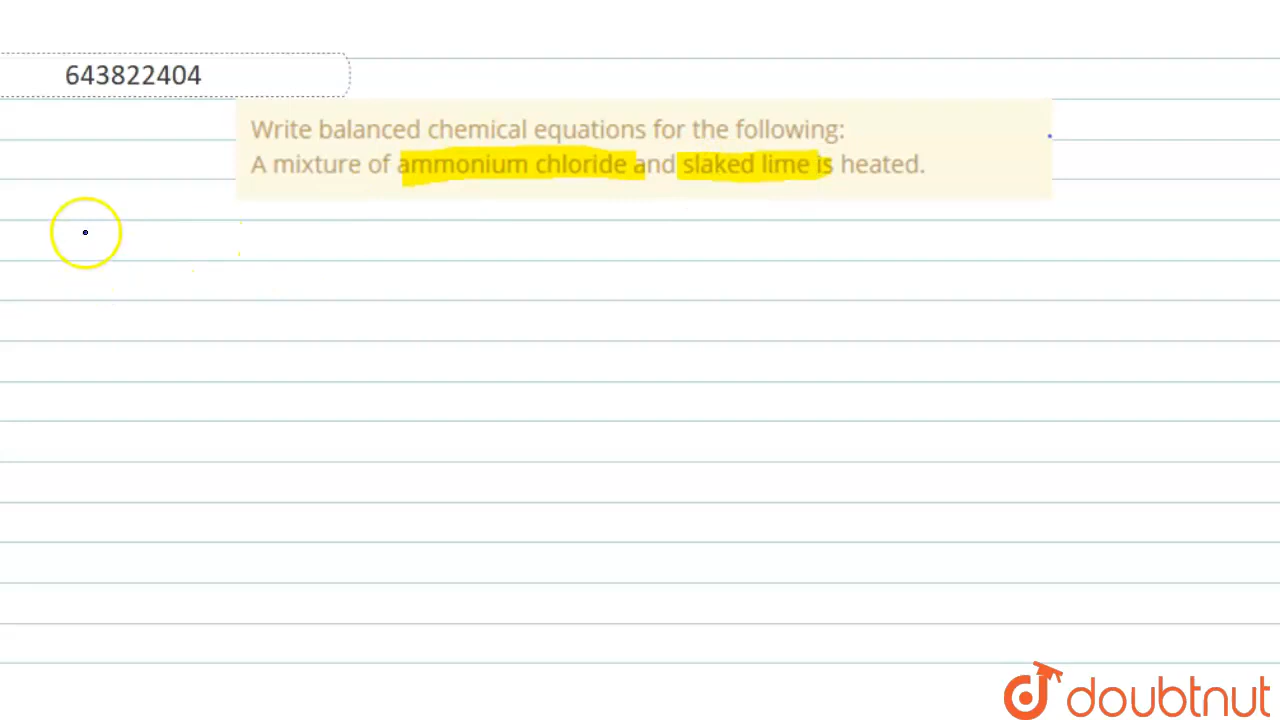 643822404
Write balanced chemical equations for the following:
A mixture of ammonium chloride and slaked lime is heated.
doubtnut